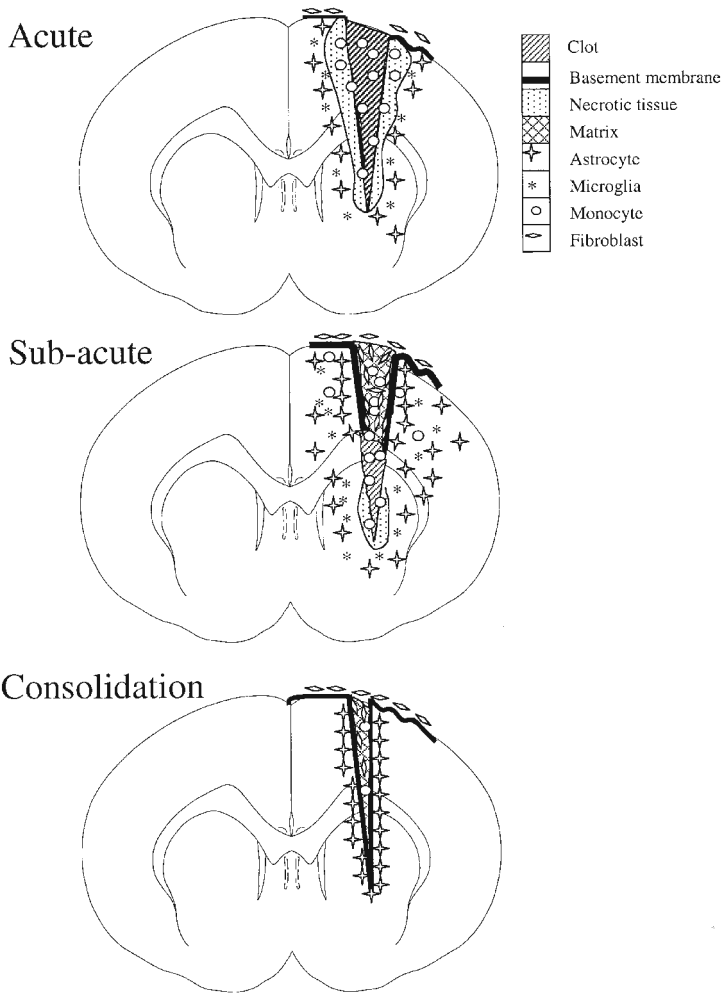 Acute
Clot
Basement membrane
Necrotic tissue
Matrix
Astrocyte
Microglia
Monocyte
Fibroblast
Sub-acute
Consolidation